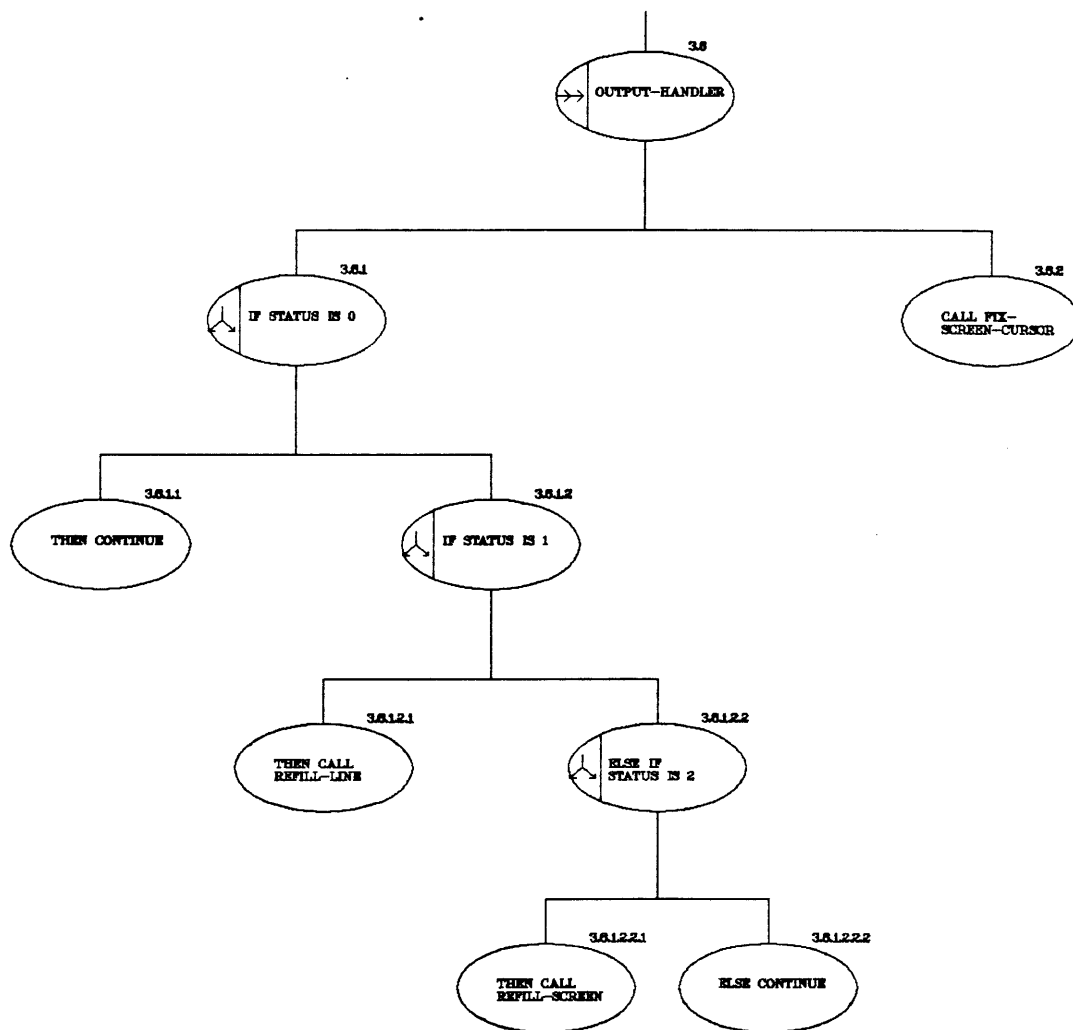 3.6
OUTPUT-HANDLER
3.6.1
IF STATUS IS 0
3.6.2
CALL FIX-
SCREEN-CURSOR
3.6.1.1
THEN CONTINUE
3.6.1.2
IF STATUS IS 1
3.6.1.2.1
THEN CALL
REFILL-LINE
3.6.1.2.2
ELSE IF
STATUS IS 2
3.6.1.2.2.1
THEN CALL
REFILL-SCREEN
3.6.1.2.2.2
ELSE CONTINUE